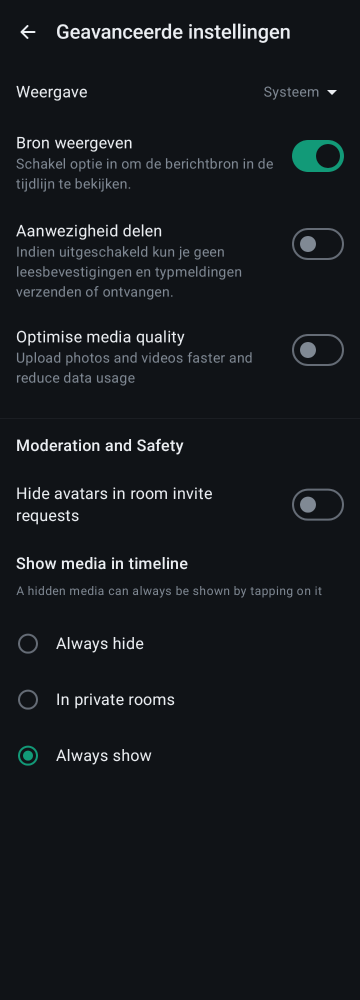 Geavanceerde instellingen
Weergave
Systeem
Bron weergeven
Schakel optie in om de berichtbron in de
tijdlijn te bekijken.
Aanwezigheid delen
Indien uitgeschakeld kun je geen
leesbevestigingen en typmeldingen
verzenden of ontvangen.
Optimise media quality
Upload photos and videos faster and
reduce data usage
Moderation and Safety
Hide avatars in room invite
requests
Show media in timeline
A hidden media can always be shown by tapping on it
Always hide
In private rooms
Always show